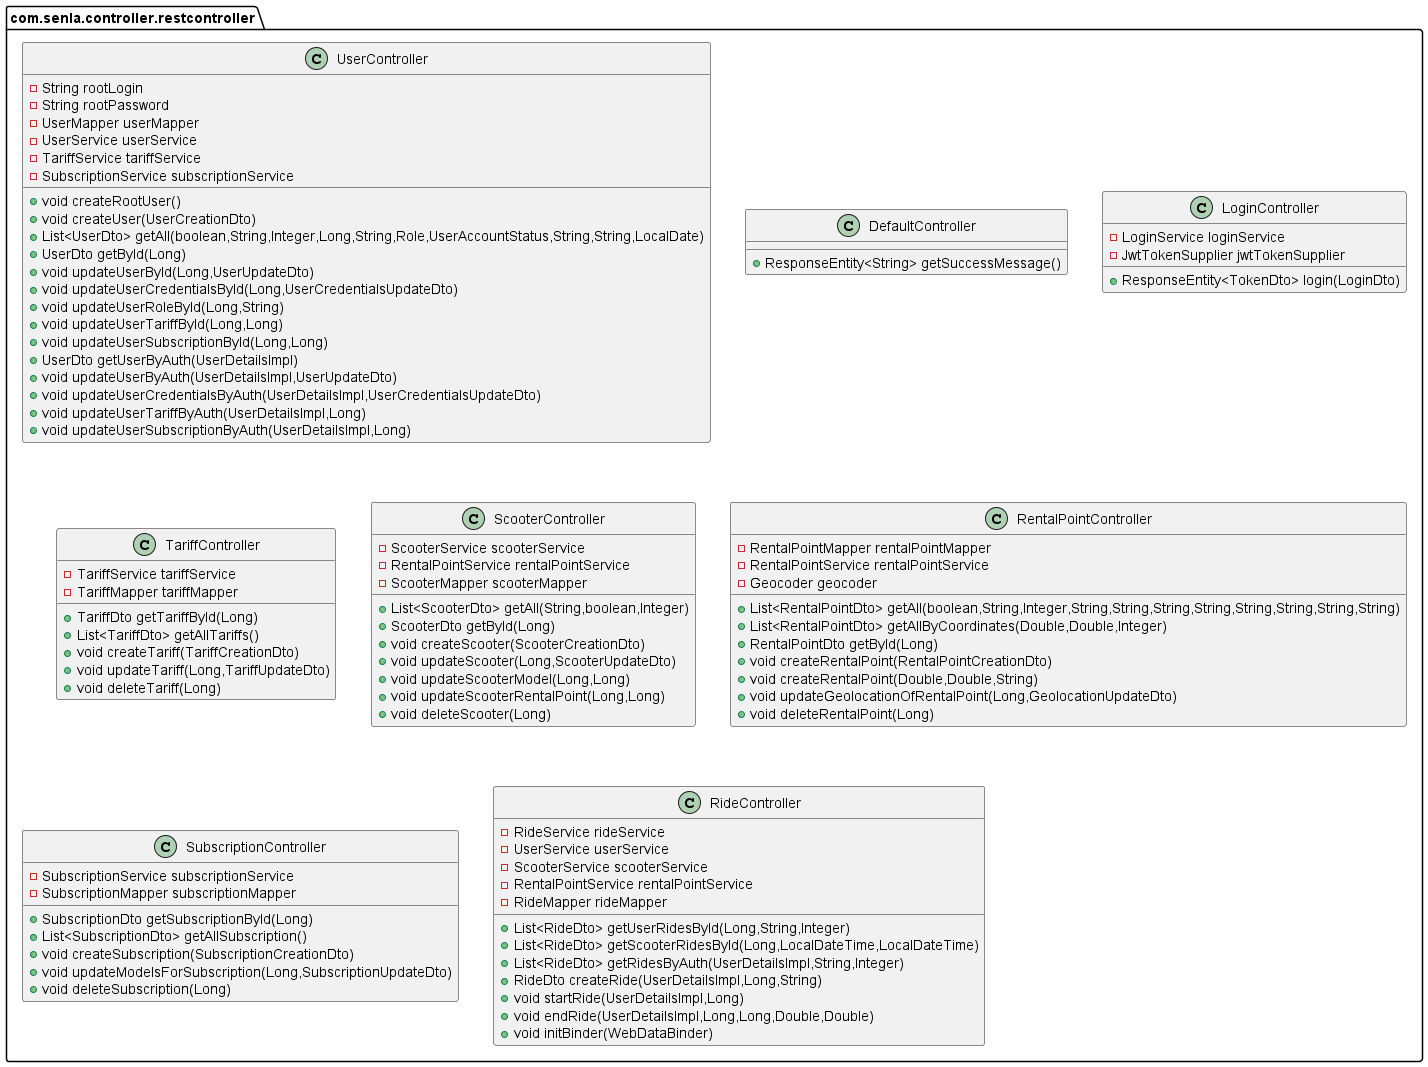 com.senla.controller.restcontroller
C UserController
String rootLogin
String rootPassword
UserMapper userMapper
UserService userService
TariffService tariffService
SubscriptionService subscriptionService
void createRootUser()
void createUser(UserCreationDto)
List<UserDto> getAll(boolean,String,Integer,Long,String,Role,UserAccountStatus,String,String,LocalDate)
UserDto getById(Long)
void updateUserById(Long,UserUpdateDto)
void updateUserCredentialsById(Long,UserCredentialsUpdateDto)
void updateUserRoleById(Long,String)
void updateUserTariffById(Long,Long)
void updateUserSubscriptionById(Long,Long)
UserDto getUserByAuth(UserDetailsImpl)
void updateUserByAuth(UserDetailsImpl,UserUpdateDto)
void updateUserCredentialsByAuth(UserDetailsImpl,UserCredentialsUpdateDto)
void updateUserTariffByAuth(UserDetailsImpl,Long)
void updateUserSubscriptionByAuth(UserDetailsImpl,Long)
C DefaultController
ResponseEntity<String> getSuccessMessage()
C LoginController
LoginService loginService
JwtTokenSupplier jwtTokenSupplier
ResponseEntity<TokenDto> login(LoginDto)
C TariffController
TariffService tariffService
TariffMapper tariffMapper
TariffDto getTariffById(Long)
List<TariffDto> getAllTariffs()
void createTariff(TariffCreationDto)
void updateTariff(Long,TariffUpdateDto)
void deleteTariff(Long)
C ScooterController
ScooterService scooterService
RentalPointService rentalPointService
ScooterMapper scooterMapper
List<ScooterDto> getAll(String,boolean,Integer)
ScooterDto getById(Long)
void createScooter(ScooterCreationDto)
void updateScooter(Long,ScooterUpdateDto)
void updateScooterModel(Long,Long)
void updateScooterRentalPoint(Long,Long)
void deleteScooter(Long)
C RentalPointController
RentalPointMapper rentalPointMapper
RentalPointService rentalPointService
Geocoder geocoder
List<RentalPointDto> getAll(boolean,String,Integer,String,String,String,String,String,String,String,String)
List<RentalPointDto> getAllByCoordinates(Double,Double,Integer)
RentalPointDto getById(Long)
void createRentalPoint(RentalPointCreationDto)
void createRentalPoint(Double,Double,String)
void updateGeolocationOfRentalPoint(Long,GeolocationUpdateDto)
void deleteRentalPoint(Long)
C SubscriptionController
SubscriptionService subscriptionService
SubscriptionMapper subscriptionMapper
SubscriptionDto getSubscriptionById(Long)
List<SubscriptionDto> getAllSubscription()
void createSubscription(SubscriptionCreationDto)
void updateModelsForSubscription(Long,SubscriptionUpdateDto)
void deleteSubscription(Long)
C RideController
RideService rideService
UserService userService
ScooterService scooterService
RentalPointService rentalPointService
RideMapper rideMapper
List<RideDto> getUserRidesById(Long,String,Integer)
List<RideDto> getScooterRidesById(Long,LocalDateTime,LocalDateTime)
List<RideDto> getRidesByAuth(UserDetailsImpl,String,Integer)
RideDto createRide(UserDetailsImpl,Long,String)
void startRide(UserDetailsImpl,Long)
void endRide(UserDetailsImpl,Long,Long,Double,Double)
void initBinder(WebDataBinder)